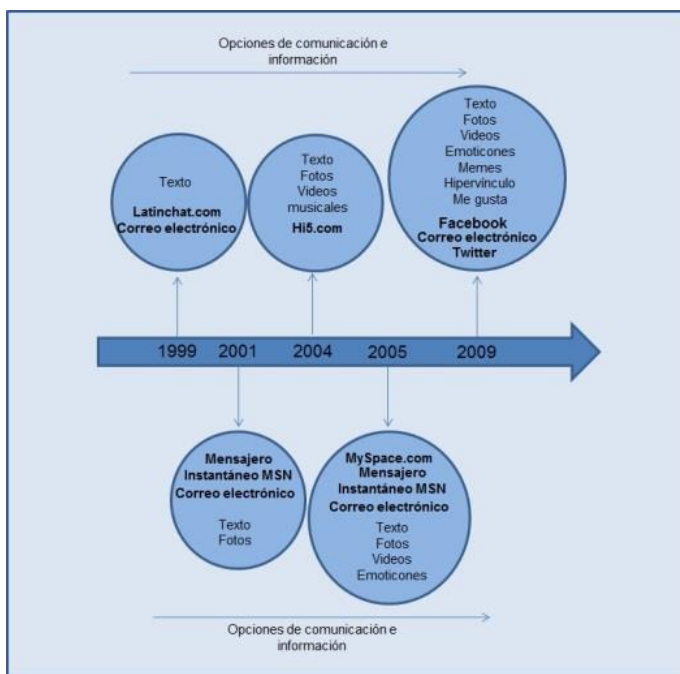 Opciones de comunicación e
información
Texto
Latinchat.com
Correo electrónico
Texto
Fotos
Videos
musicales
Hi5.com
Texto
Fotos
Videos
Emoticones
Memes
Hipervínculo
Me gusta
Facebook
Correo electrónico
Twitter
1999 2001 2004 2005 2009
Mensajero
Instantáneo MSN
Correo electrónico
Texto
Fotos
MySpace.com
Mensajero
Instantáneo MSN
Correo electrónico
Texto
Fotos
Videos
Emoticones
Opciones de comunicación e
información